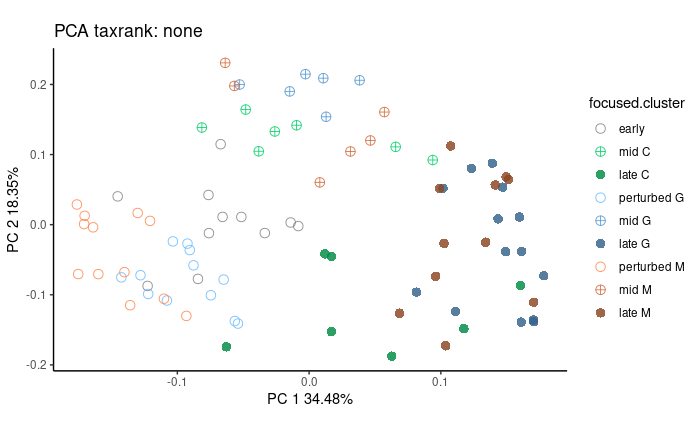 PCA taxrank: none
0.2
0.1
0.0
-0.1
-0.2
PC 2 18.35%
-0.1
0.0
0.1
PC 1 34.48%
focused.cluster
early
mid C
late C
perturbed G
mid G
late G
perturbed M
mid M
late M